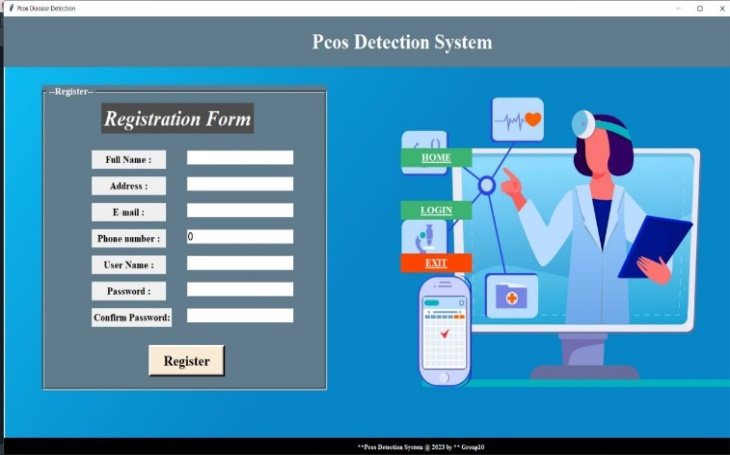 Pcos Disease Detection
Pcos Detection System
--Register--
Registration Form
Full Name :
Address :
E-mail :
Phone number : 0
User Name :
Password :
Confirm Password:
Register
HOME
LOGIN
EXIT
**Pcos Detection System @ 2023 by ** Group10